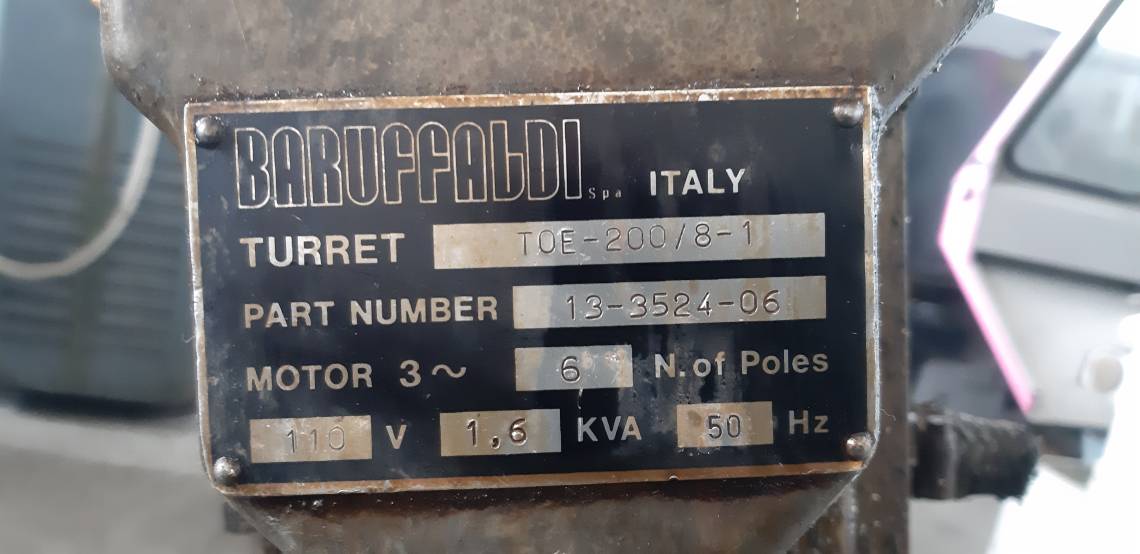 BARUFFALDI Spa ITALY
TURRET TOE-200/8-1
PART NUMBER 13-3524-06
MOTOR 3~ 6 N. of Poles
110 V 1,6 KVA 50 Hz